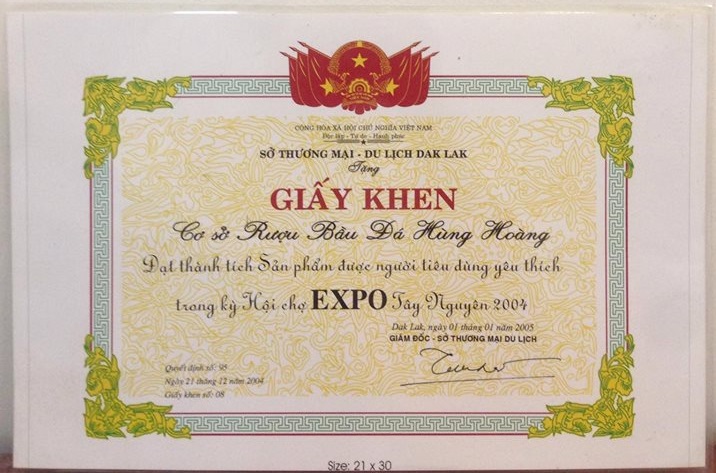 CỘNG HÒA XÃ HỘI CHỦ NGHĨA VIỆT NAM
Độc lập - Tự do - Hạnh phúc
SỞ THƯƠNG MẠI - DU LỊCH DAK LAK
Tặng
GIẤY KHEN
Cơ sở Rượu Bầu Đá Hùng Hoàng
Đạt thành tích Sản phẩm được người tiêu dùng yêu thích
trong kỳ Hội chợ EXPO Tây Nguyên 2004
Dak Lak, ngày 01 tháng 01 năm 2005
GIÁM ĐỐC - SỞ THƯƠNG MẠI DU LỊCH
Quyết định số: 95
Ngày 21 tháng 12 năm 2004
Giấy khen số: 08
Size: 21 x 30